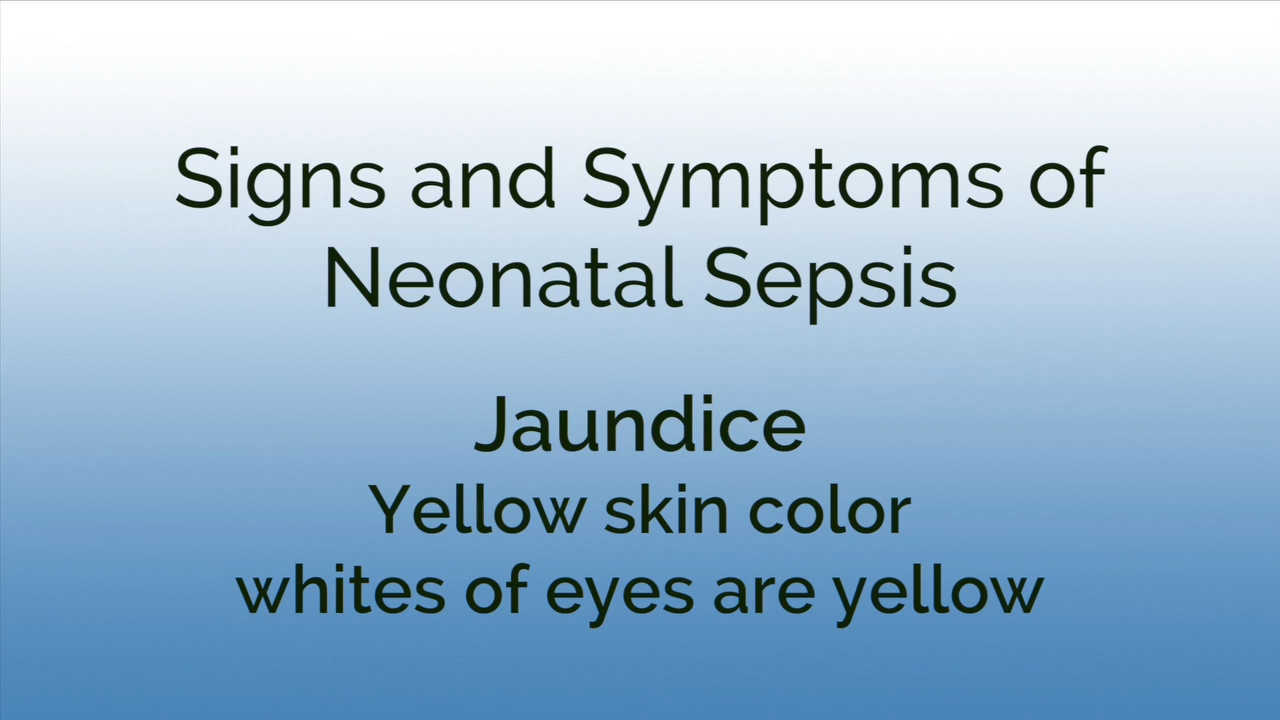 Signs and Symptoms of
Neonatal Sepsis
Jaundice
Yellow skin color
whites of eyes are yellow